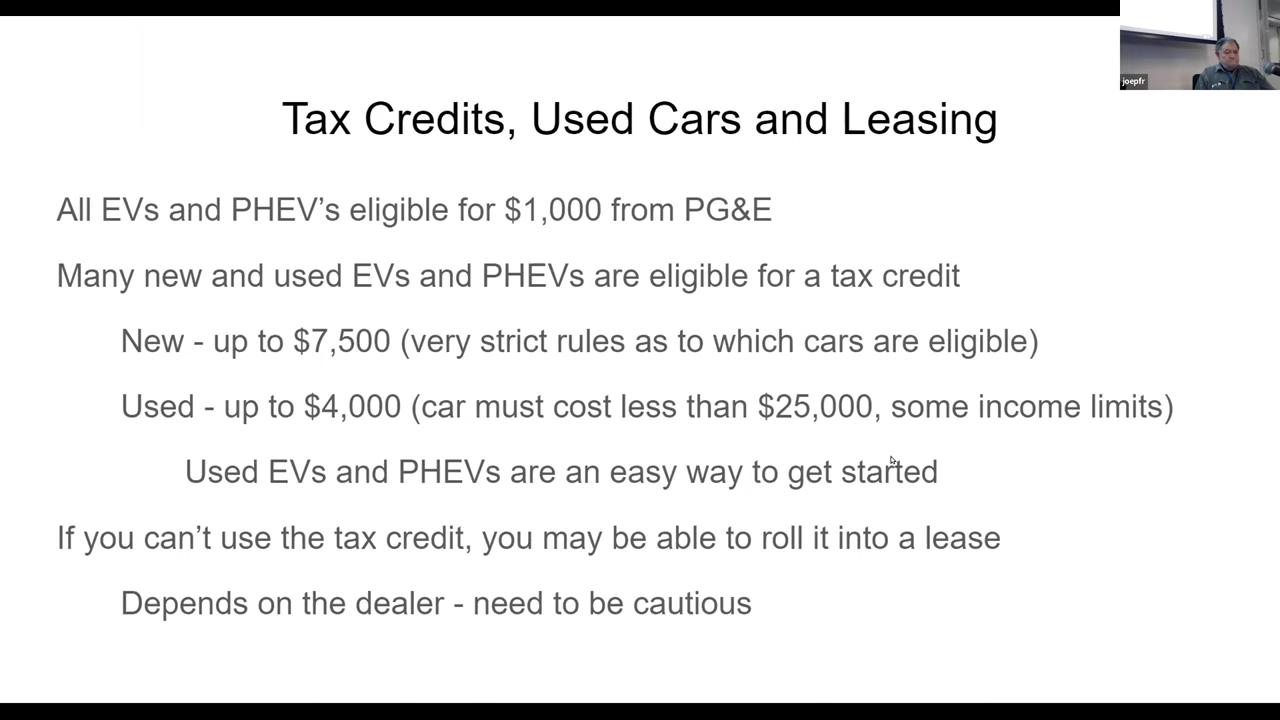 joepfr
Tax Credits, Used Cars and Leasing
All EVs and PHEV’s eligible for $1,000 from PG&E
Many new and used EVs and PHEVs are eligible for a tax credit
New - up to $7,500 (very strict rules as to which cars are eligible)
Used - up to $4,000 (car must cost less than $25,000, some income limits)
Used EVs and PHEVs are an easy way to get started
If you can’t use the tax credit, you may be able to roll it into a lease
Depends on the dealer - need to be cautious